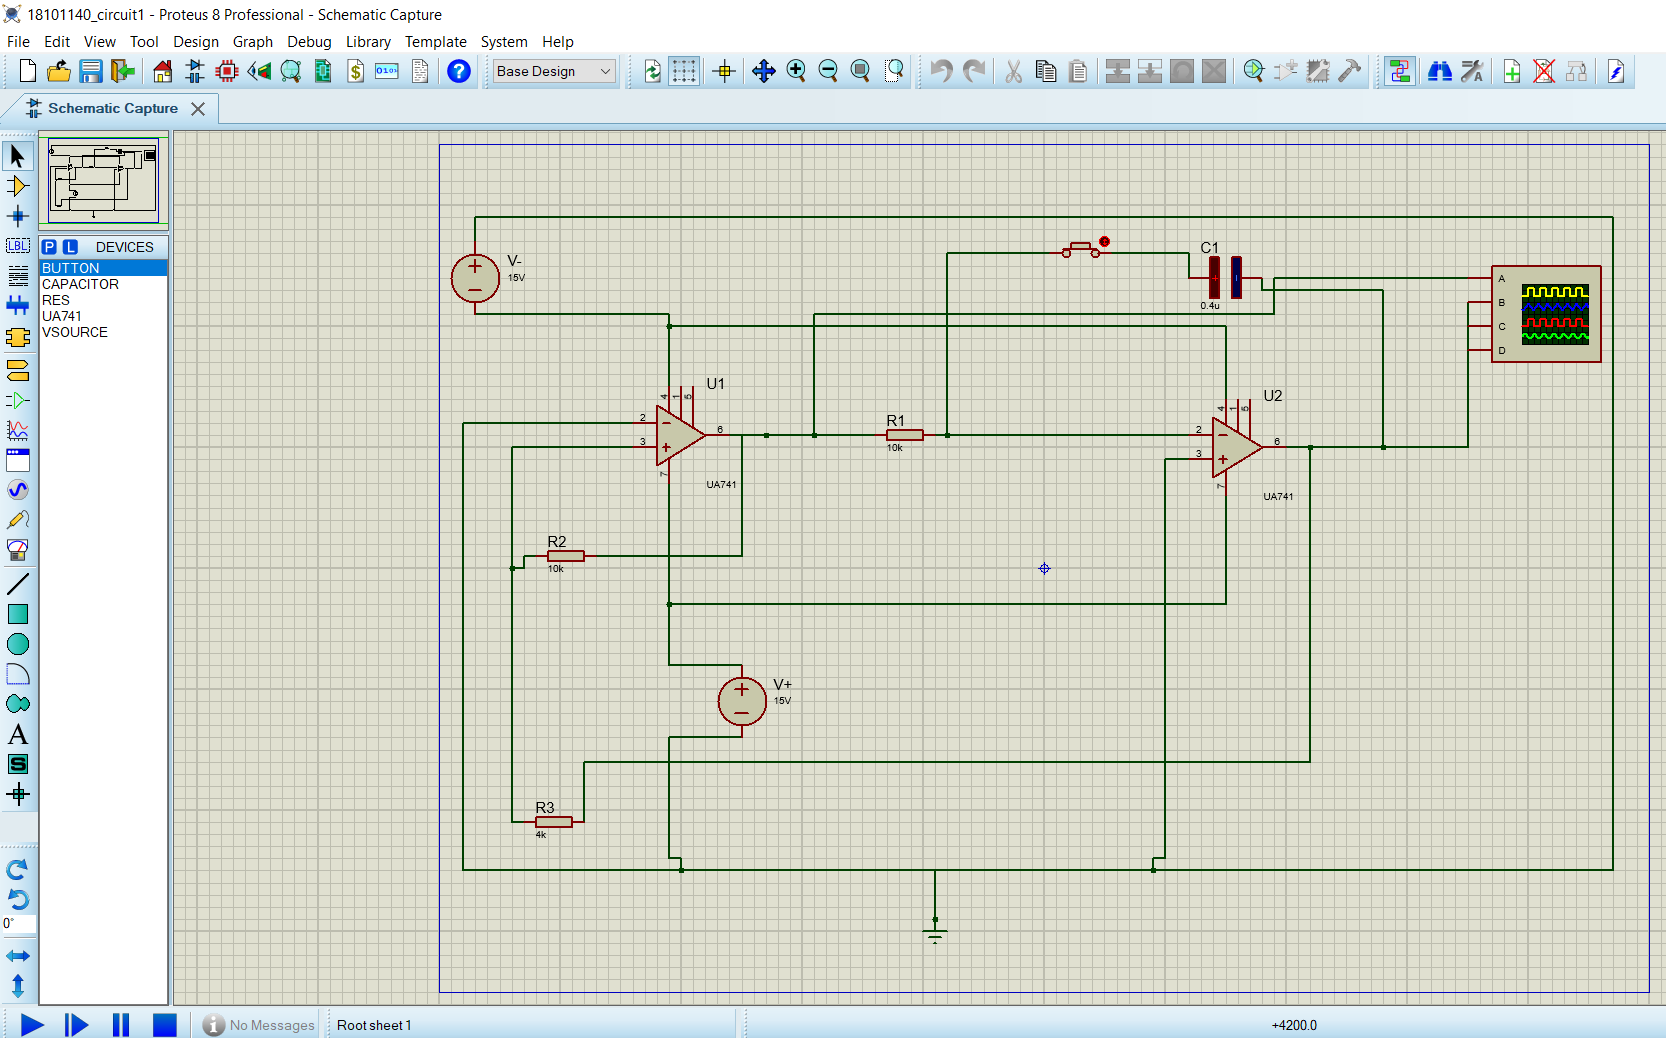 18101140_circuit1 - Proteus 8 Professional - Schematic Capture
File Edit View Tool Design Graph Debug Library Template System Help
$ 0101 ? Base Design
Schematic Capture
LBL
P L DEVICES
BUTTON
CAPACITOR
RES
UA741
VSOURCE
A
S
0°
V-
15V
C1
0.4u
A
B
C
D
U1
4 1 5
2
3
6
7
UA741
R1
10k
U2
4 1 5
2
3
6
7
UA741
R2
10k
V+
15V
R3
4k
No Messages
Root sheet 1
+4200.0